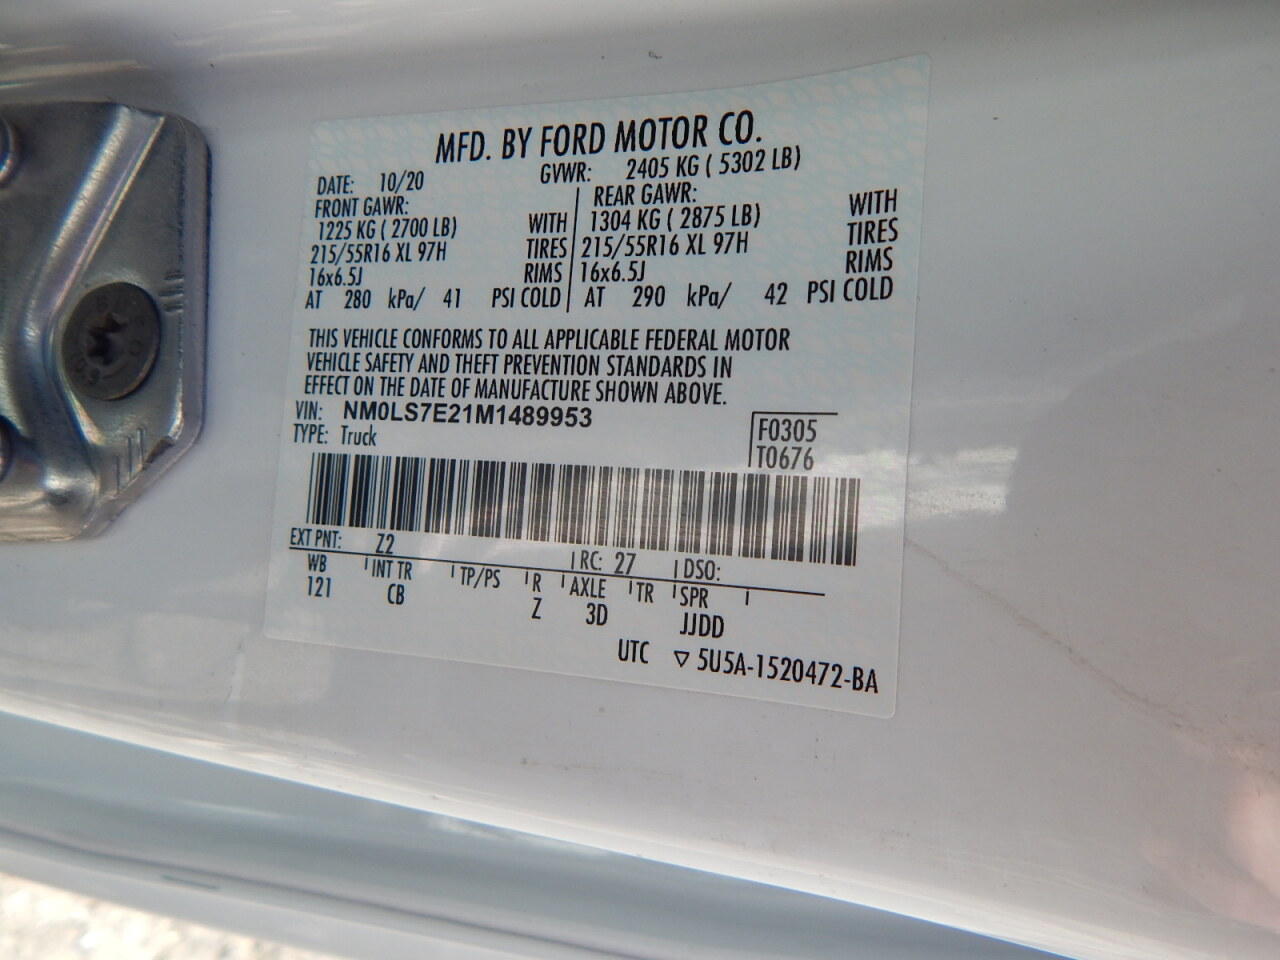 MFD. BY FORD MOTOR CO.
DATE: 10/20 GVWR: 2405 KG ( 5302 LB)
FRONT GAWR: REAR GAWR:
1225 KG ( 2700 LB) WITH 1304 KG ( 2875 LB) WITH
215/55R16 XL 97H TIRES 215/55R16 XL 97H TIRES
16x6.5J RIMS 16x6.5J RIMS
AT 280 kPa/ 41 PSI COLD AT 290 kPa/ 42 PSI COLD
THIS VEHICLE CONFORMS TO ALL APPLICABLE FEDERAL MOTOR
VEHICLE SAFETY AND THEFT PREVENTION STANDARDS IN
EFFECT ON THE DATE OF MANUFACTURE SHOWN ABOVE.
VIN: NM0LS7E21M1489953
TYPE: Truck
F0305
T0676
EXT PNT: Z2 RC: 27 DSO:
WB INT TR TP/PS R AXLE TR SPR
121 CB Z 3D JJDD
UTC ▽ 5U5A-1520472-BA